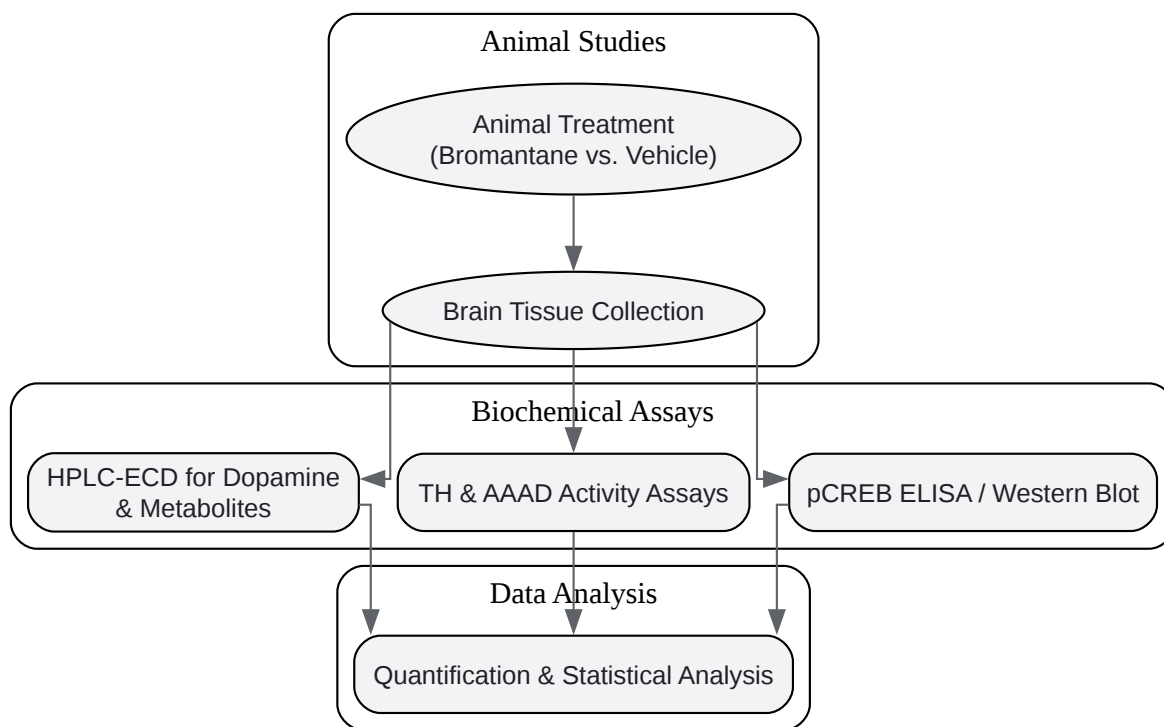 Animal Studies
Animal Treatment
(Bromantane vs. Vehicle)
Brain Tissue Collection
Biochemical Assays
HPLC-ECD for Dopamine
& Metabolites
TH & AAAD Activity Assays
pCREB ELISA / Western Blot
Data Analysis
Quantification & Statistical Analysis